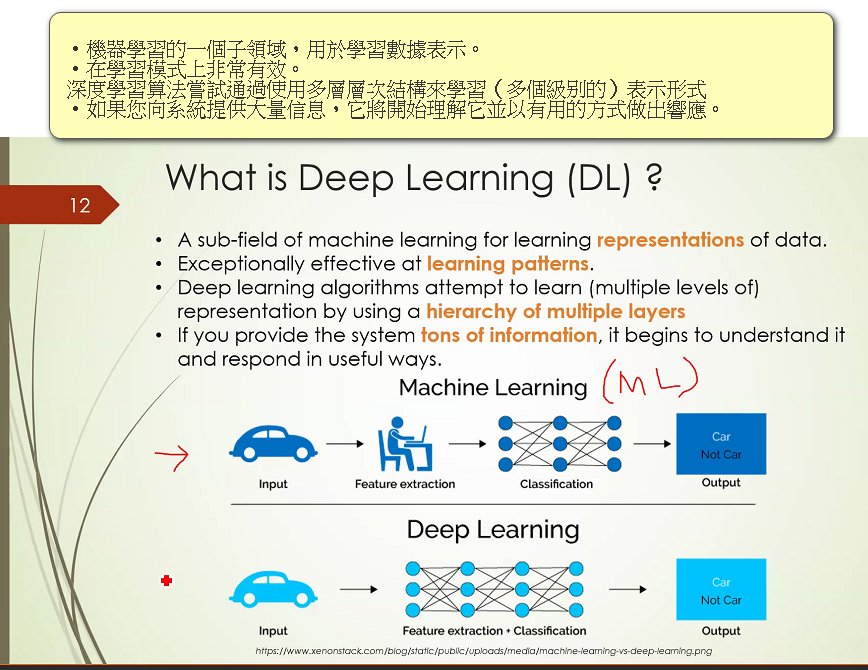 • 機器學習的一個子領域，用於學習數據表示。
• 在學習模式上非常有效。
深度學習算法嘗試通過使用多層層次結構來學習（多個級別的）表示形式
• 如果您向系統提供大量信息，它將開始理解它並以有用的方式做出響應。
What is Deep Learning (DL) ?
12
• A sub-field of machine learning for learning representations of data.
• Exceptionally effective at learning patterns.
• Deep learning algorithms attempt to learn (multiple levels of)
representation by using a hierarchy of multiple layers
• If you provide the system tons of information, it begins to understand it
and respond in useful ways.
Machine Learning (ML)
Car
Not Car
Input Feature extraction Classification Output
Deep Learning
Car
Not Car
Input Feature extraction + Classification Output
https://www.xenonstack.com/blog/static/public/uploads/media/machine-learning-vs-deep-learning.png